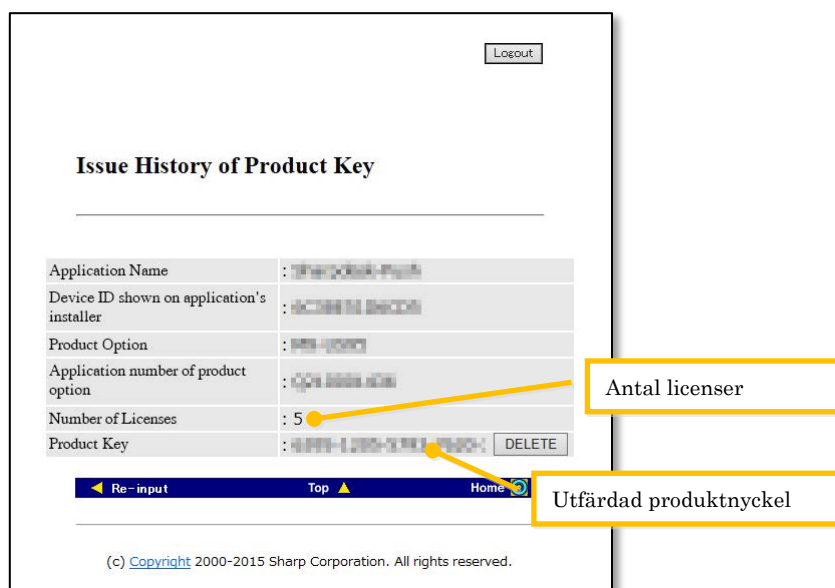 Logout
Issue History of Product Key
Application Name :
Device ID shown on application's
installer :
Product Option :
Application number of product
option :
Antal licenser
Number of Licenses : 5
Product Key : DELETE
Re-input Top Home
Utfärdad produktnyckel
(c) Copyright 2000-2015 Sharp Corporation. All rights reserved.